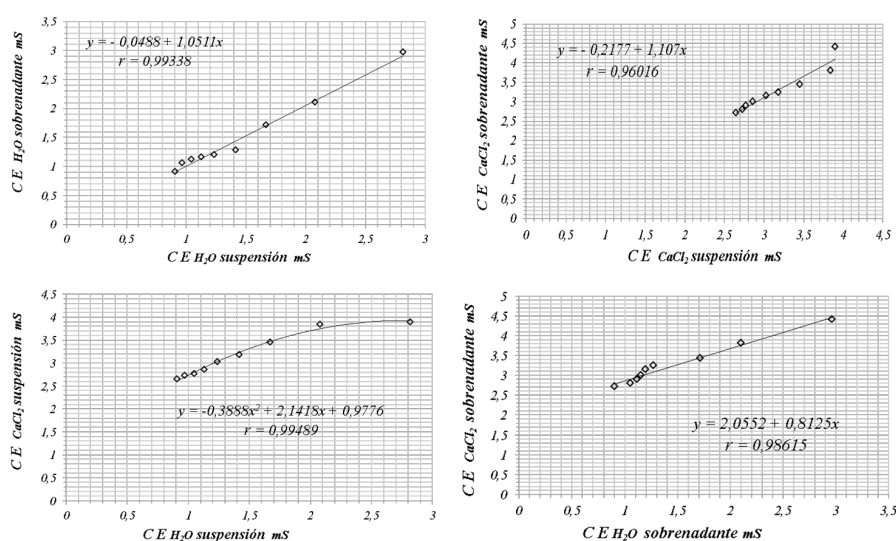 C E H₂O sobrenadante mS
3,5
3
2,5
2
1,5
1
0,5
0
y = - 0,0488 + 1,0511x
r = 0,99338
0 0,5 1 1,5 2 2,5 3
C E H₂O suspensión mS
C E CaCl₂ sobrenadante mS
5
4,5
4
3,5
3
2,5
2
1,5
1
0,5
0
y = - 0,2177 + 1,107x
r = 0,96016
0 0,5 1 1,5 2 2,5 3 3,5 4 4,5
C E CaCl₂ suspensión mS
C E CaCl₂ suspensión mS
4,5
4
3,5
3
2,5
2
1,5
1
0,5
0
y = -0,3888x² + 2,1418x + 0,9776
r = 0,99489
0 0,5 1 1,5 2 2,5 3
C E H₂O suspensión mS
C E CaCl₂ sobrenadante mS
5
4,5
4
3,5
3
2,5
2
1,5
1
0,5
0
y = 2,0552 + 0,8125x
r = 0,98615
0 0,5 1 1,5 2 2,5 3 3,5
C E H₂O sobrenadante mS